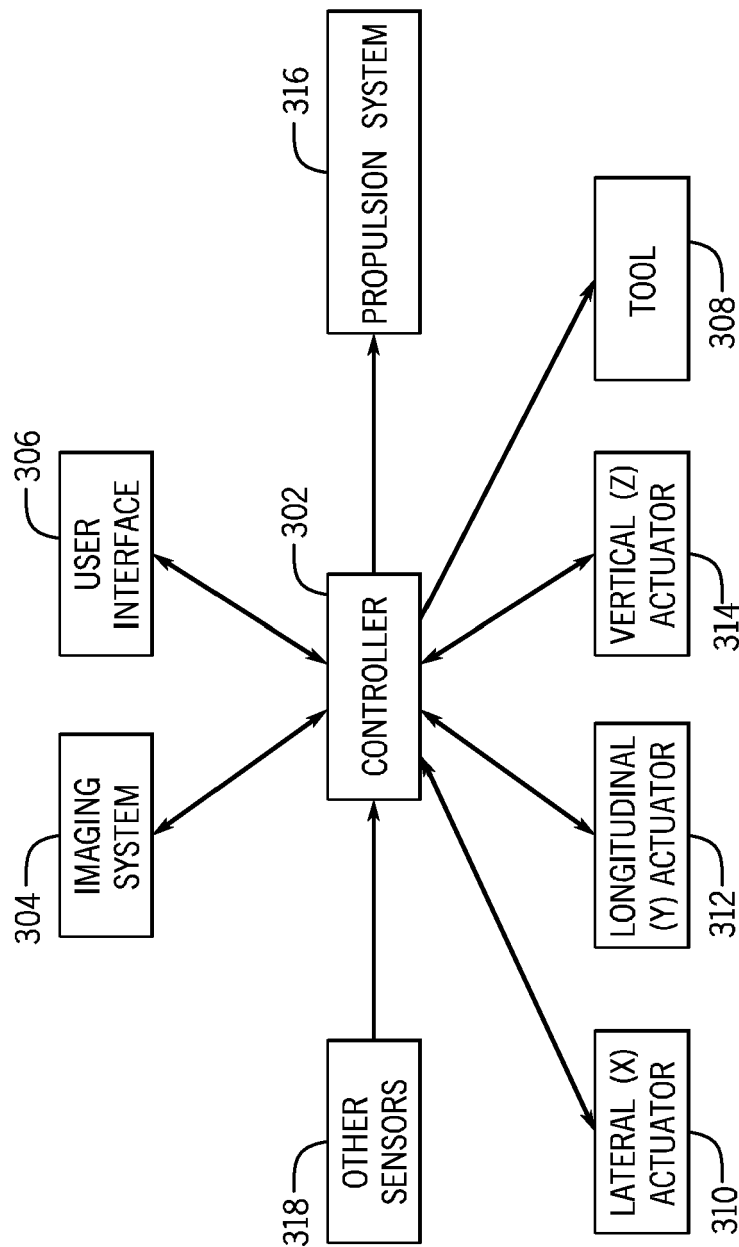 304
IMAGING
SYSTEM
306
USER
INTERFACE
318
OTHER
SENSORS
302
CONTROLLER
316
PROPULSION SYSTEM
LATERAL (X)
ACTUATOR
310
LONGITUDINAL
(Y) ACTUATOR
312
VERTICAL (Z)
ACTUATOR
314
TOOL
308